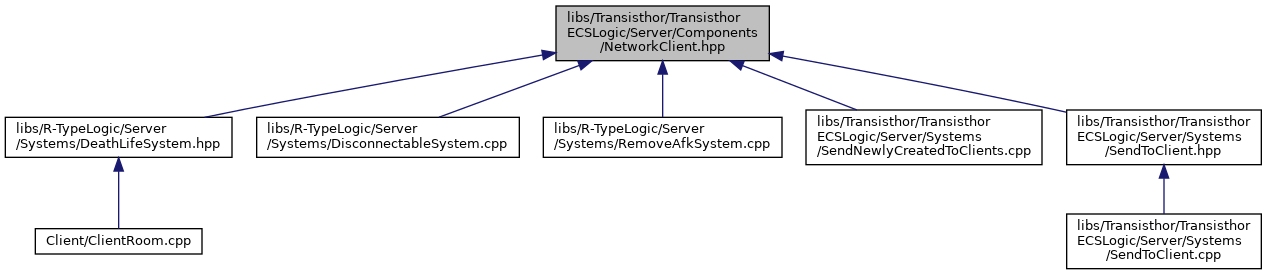 libs/Transisthor/Transisthor
ECSLogic/Server/Components
/NetworkClient.hpp
libs/R-TypeLogic/Server
/Systems/DeathLifeSystem.hpp
libs/R-TypeLogic/Server
/Systems/DisconnectableSystem.cpp
libs/R-TypeLogic/Server
/Systems/RemoveAfkSystem.cpp
libs/Transisthor/Transisthor
ECSLogic/Server/Systems
/SendNewlyCreatedToClients.cpp
libs/Transisthor/Transisthor
ECSLogic/Server/Systems
/SendToClient.hpp
Client/ClientRoom.cpp
libs/Transisthor/Transisthor
ECSLogic/Server/Systems
/SendToClient.cpp